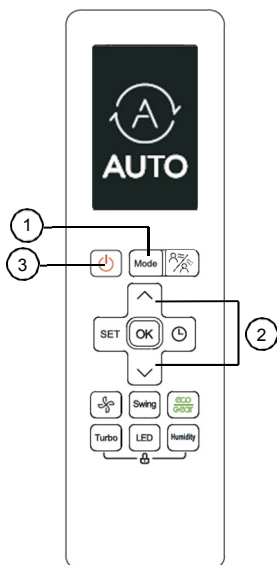 A
AUTO
1
3
Mode
2
SET OK
Swing eco
Gear
Turbo LED Humidity